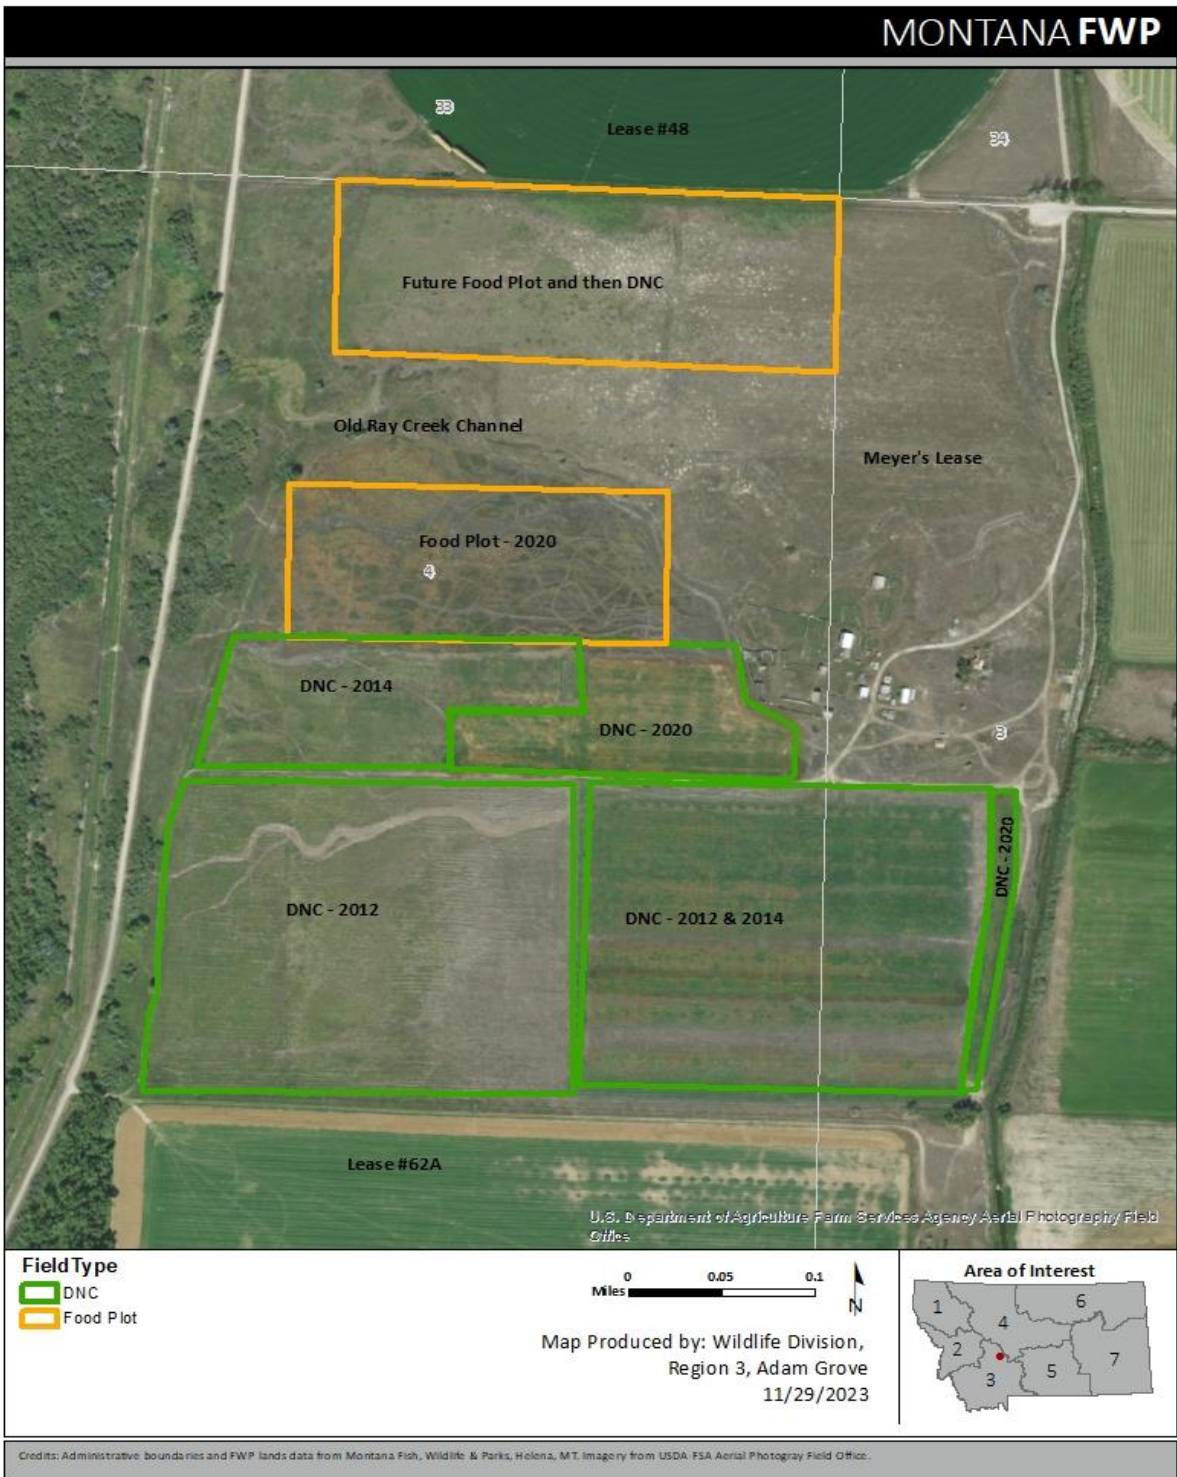 MONTANA FWP
33
Lease #48
34
Future Food Plot and then DNC
Old Ray Creek Channel
Meyer's Lease
Food Plot - 2020
4
DNC - 2014
DNC - 2020
3
DNC - 2020
DNC - 2012
DNC - 2012 & 2014
Lease #62A
U.S. Department of Agriculture Farm Services Agency Aerial Photography Field
Office
Field Type
DNC
Food Plot
0 0.05 0.1
Miles
N
Map Produced by: Wildlife Division,
Region 3, Adam Grove
11/29/2023
Area of Interest
1
6
4
2
7
5
3
Credits: Administrative boundaries and FWP lands data from Montana Fish, Wildlife & Parks, Helena, MT. Imagery from USDA FSA Aerial Photogray Field Office.